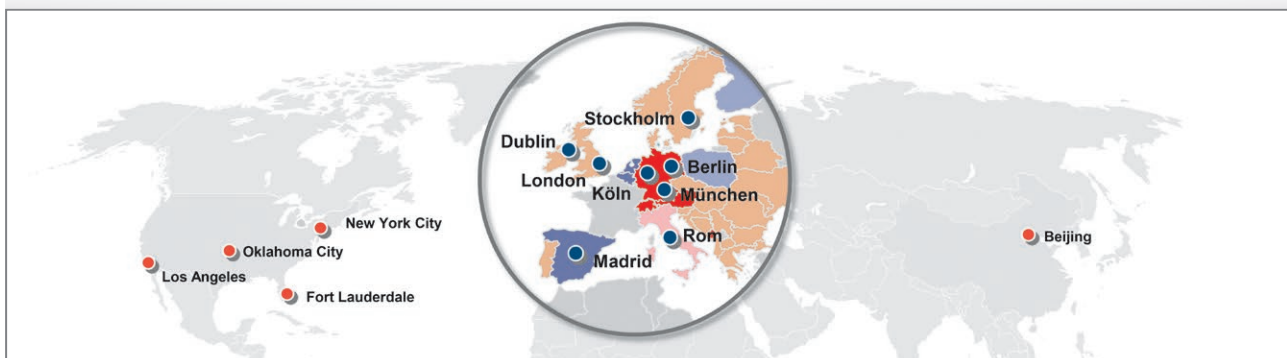 Stockholm
Dublin
London
Berlin
Köln
München
New York City
Rom
Beijing
Oklahoma City
Madrid
Los Angeles
Fort Lauderdale